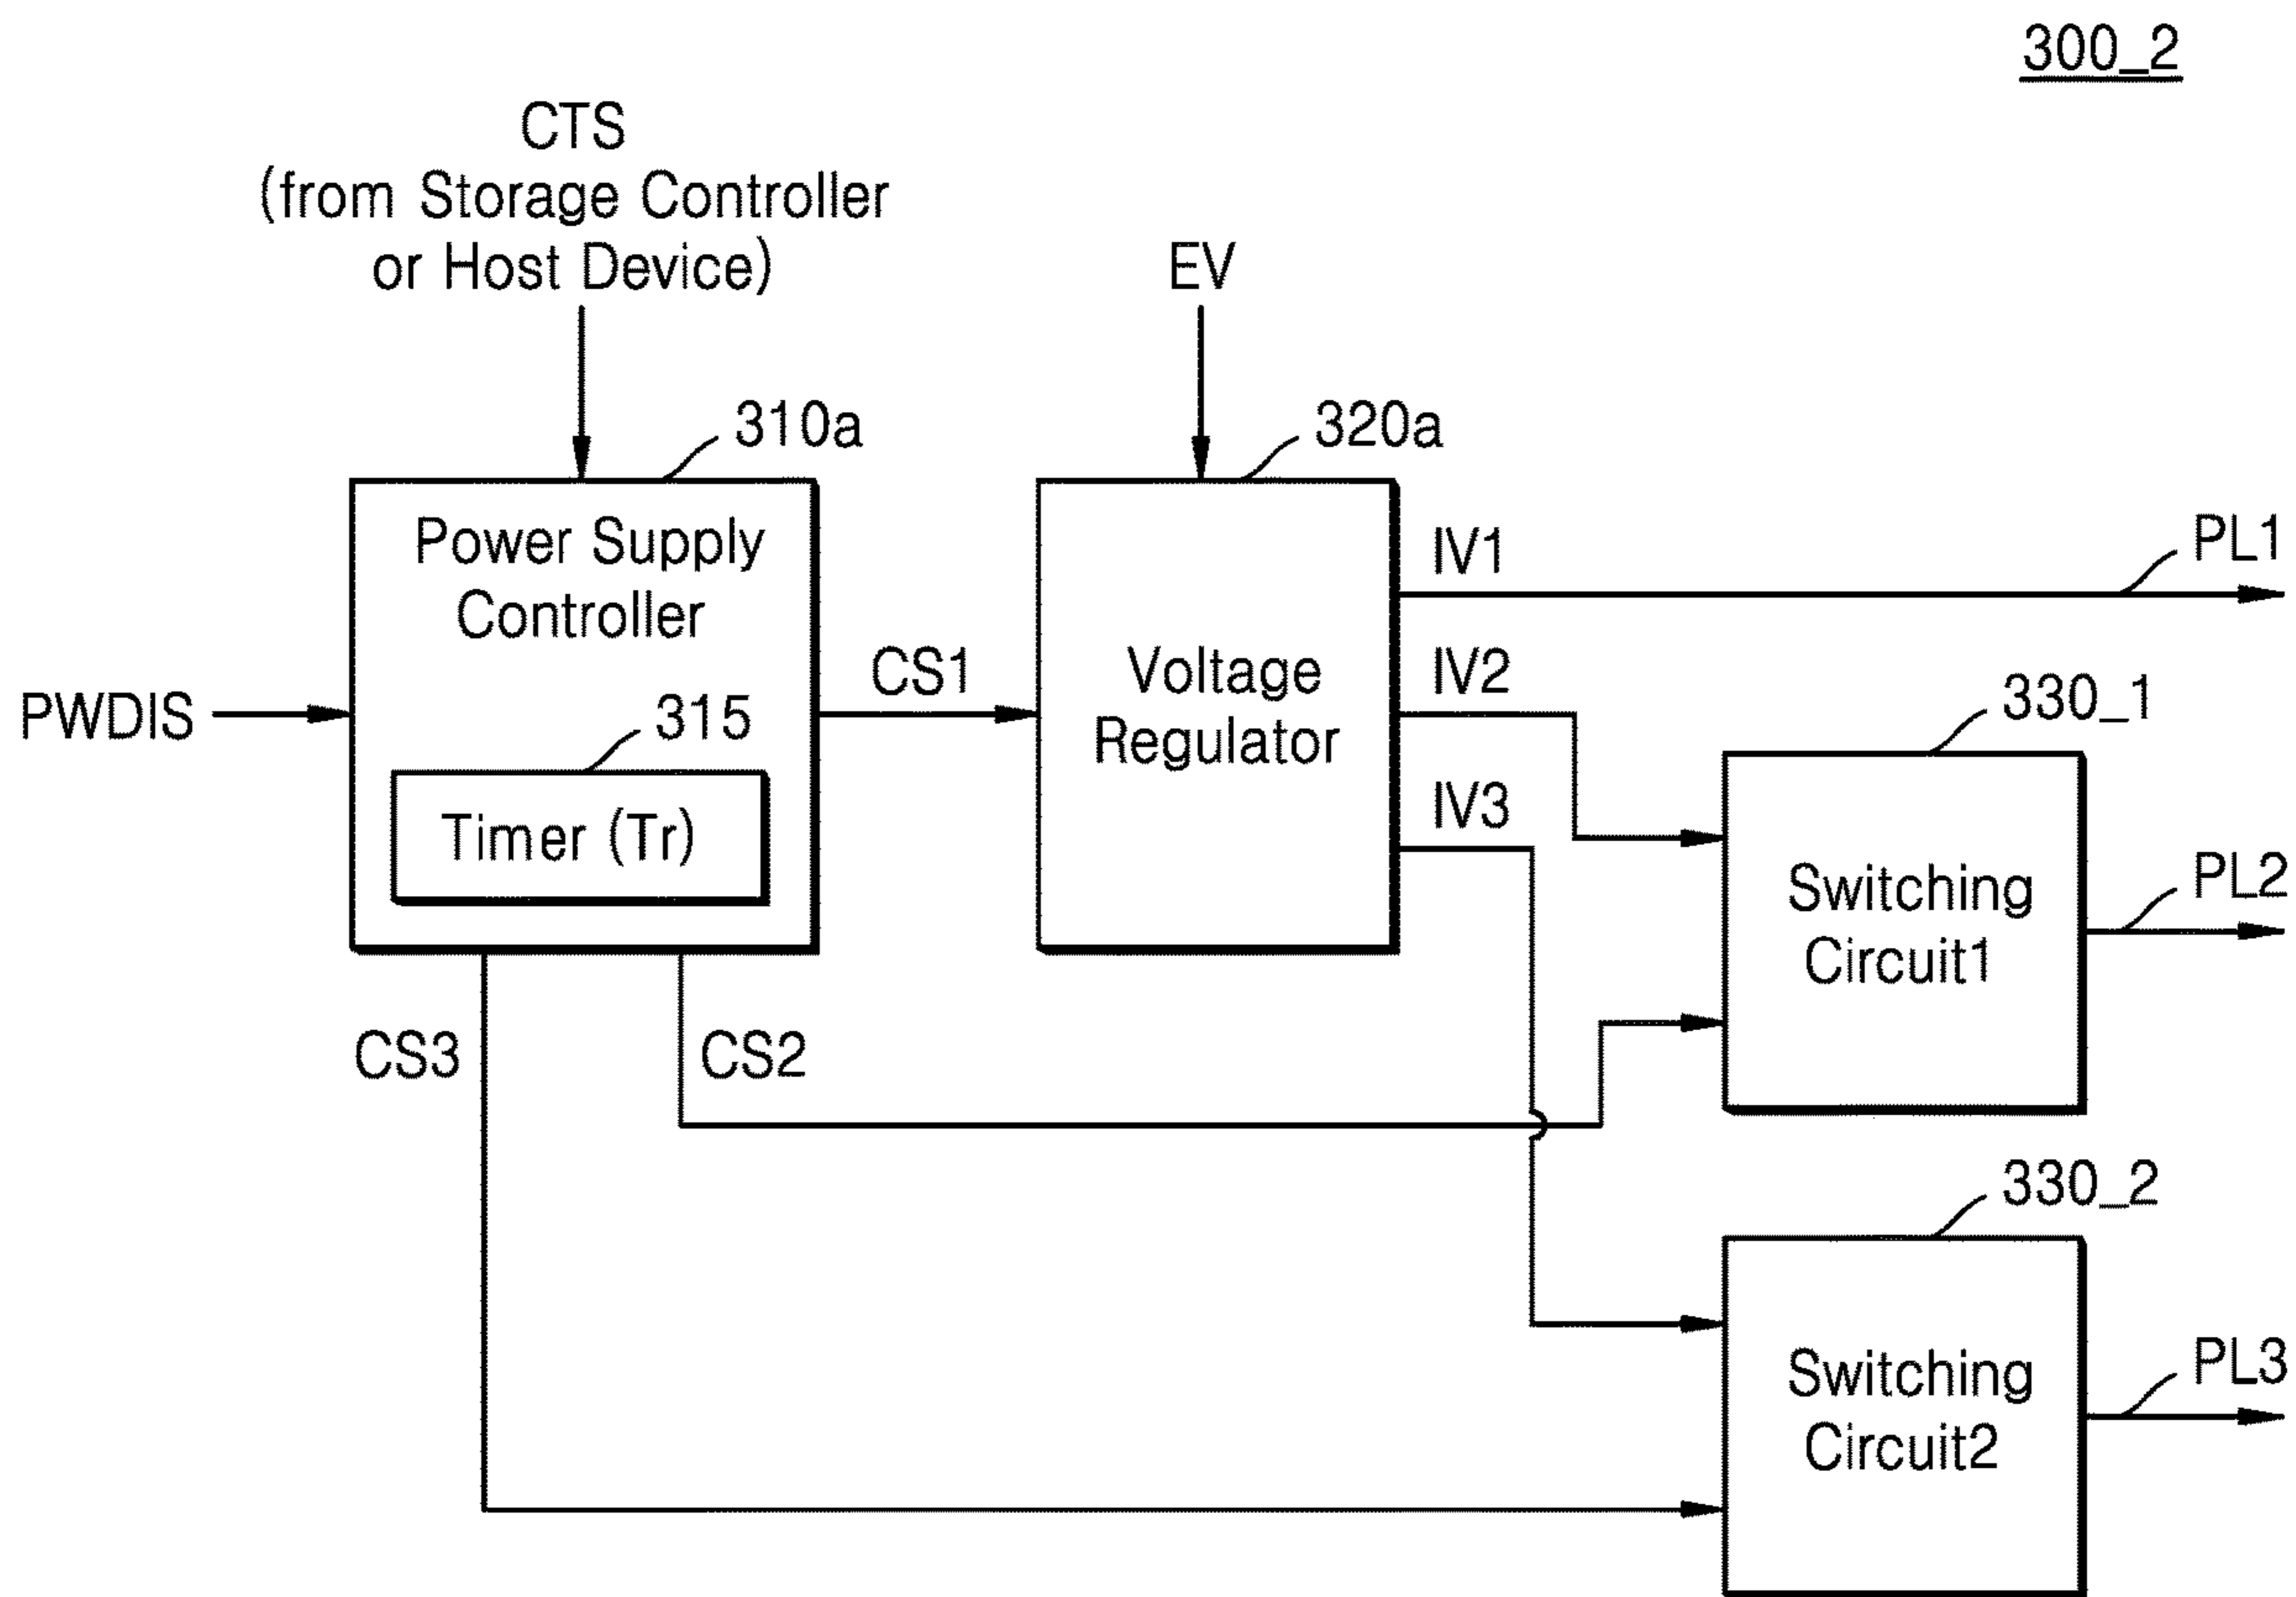 300_2
CTS
(from Storage Controller
or Host Device)
EV
310a
320a
Power Supply
Controller
IV1
PL1
PWDIS
CS1
Voltage
Regulator
IV2
315
330_1
Timer (Tr)
IV3
Switching
Circuit1
PL2
CS3
CS2
330_2
Switching
Circuit2
PL3